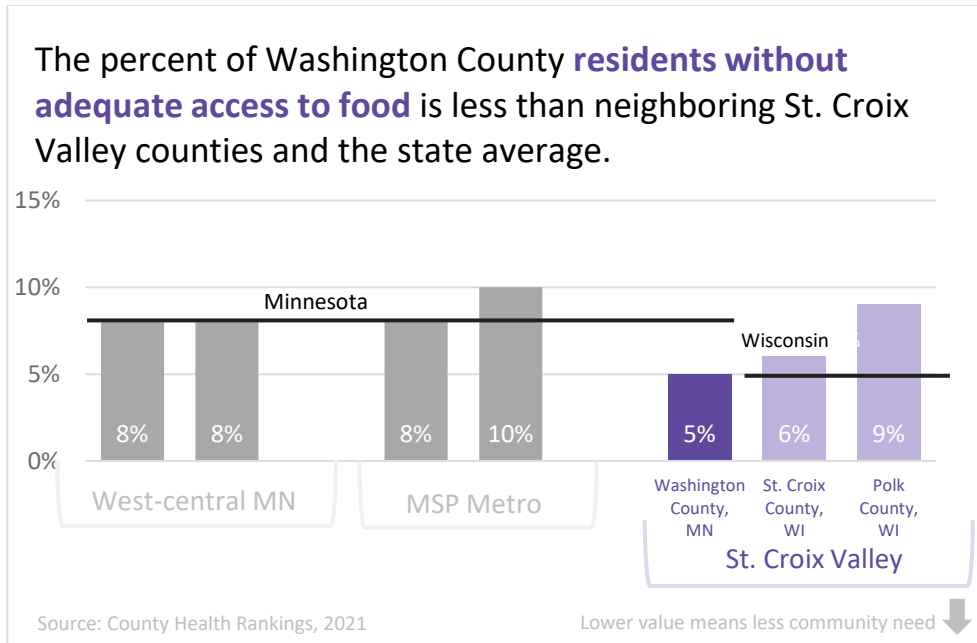 The percent of Washington County residents without
adequate access to food is less than neighboring St. Croix
Valley counties and the state average.
15%
10%
Minnesota
Wisconsin %
5%
8%
8%
8%
10%
5%
6%
9%
0%
West-central MN
MSP Metro
Washington
County,
MN
St. Croix
County,
WI
Polk
County,
WI
St. Croix Valley
Source: County Health Rankings, 2021
Lower value means less community need